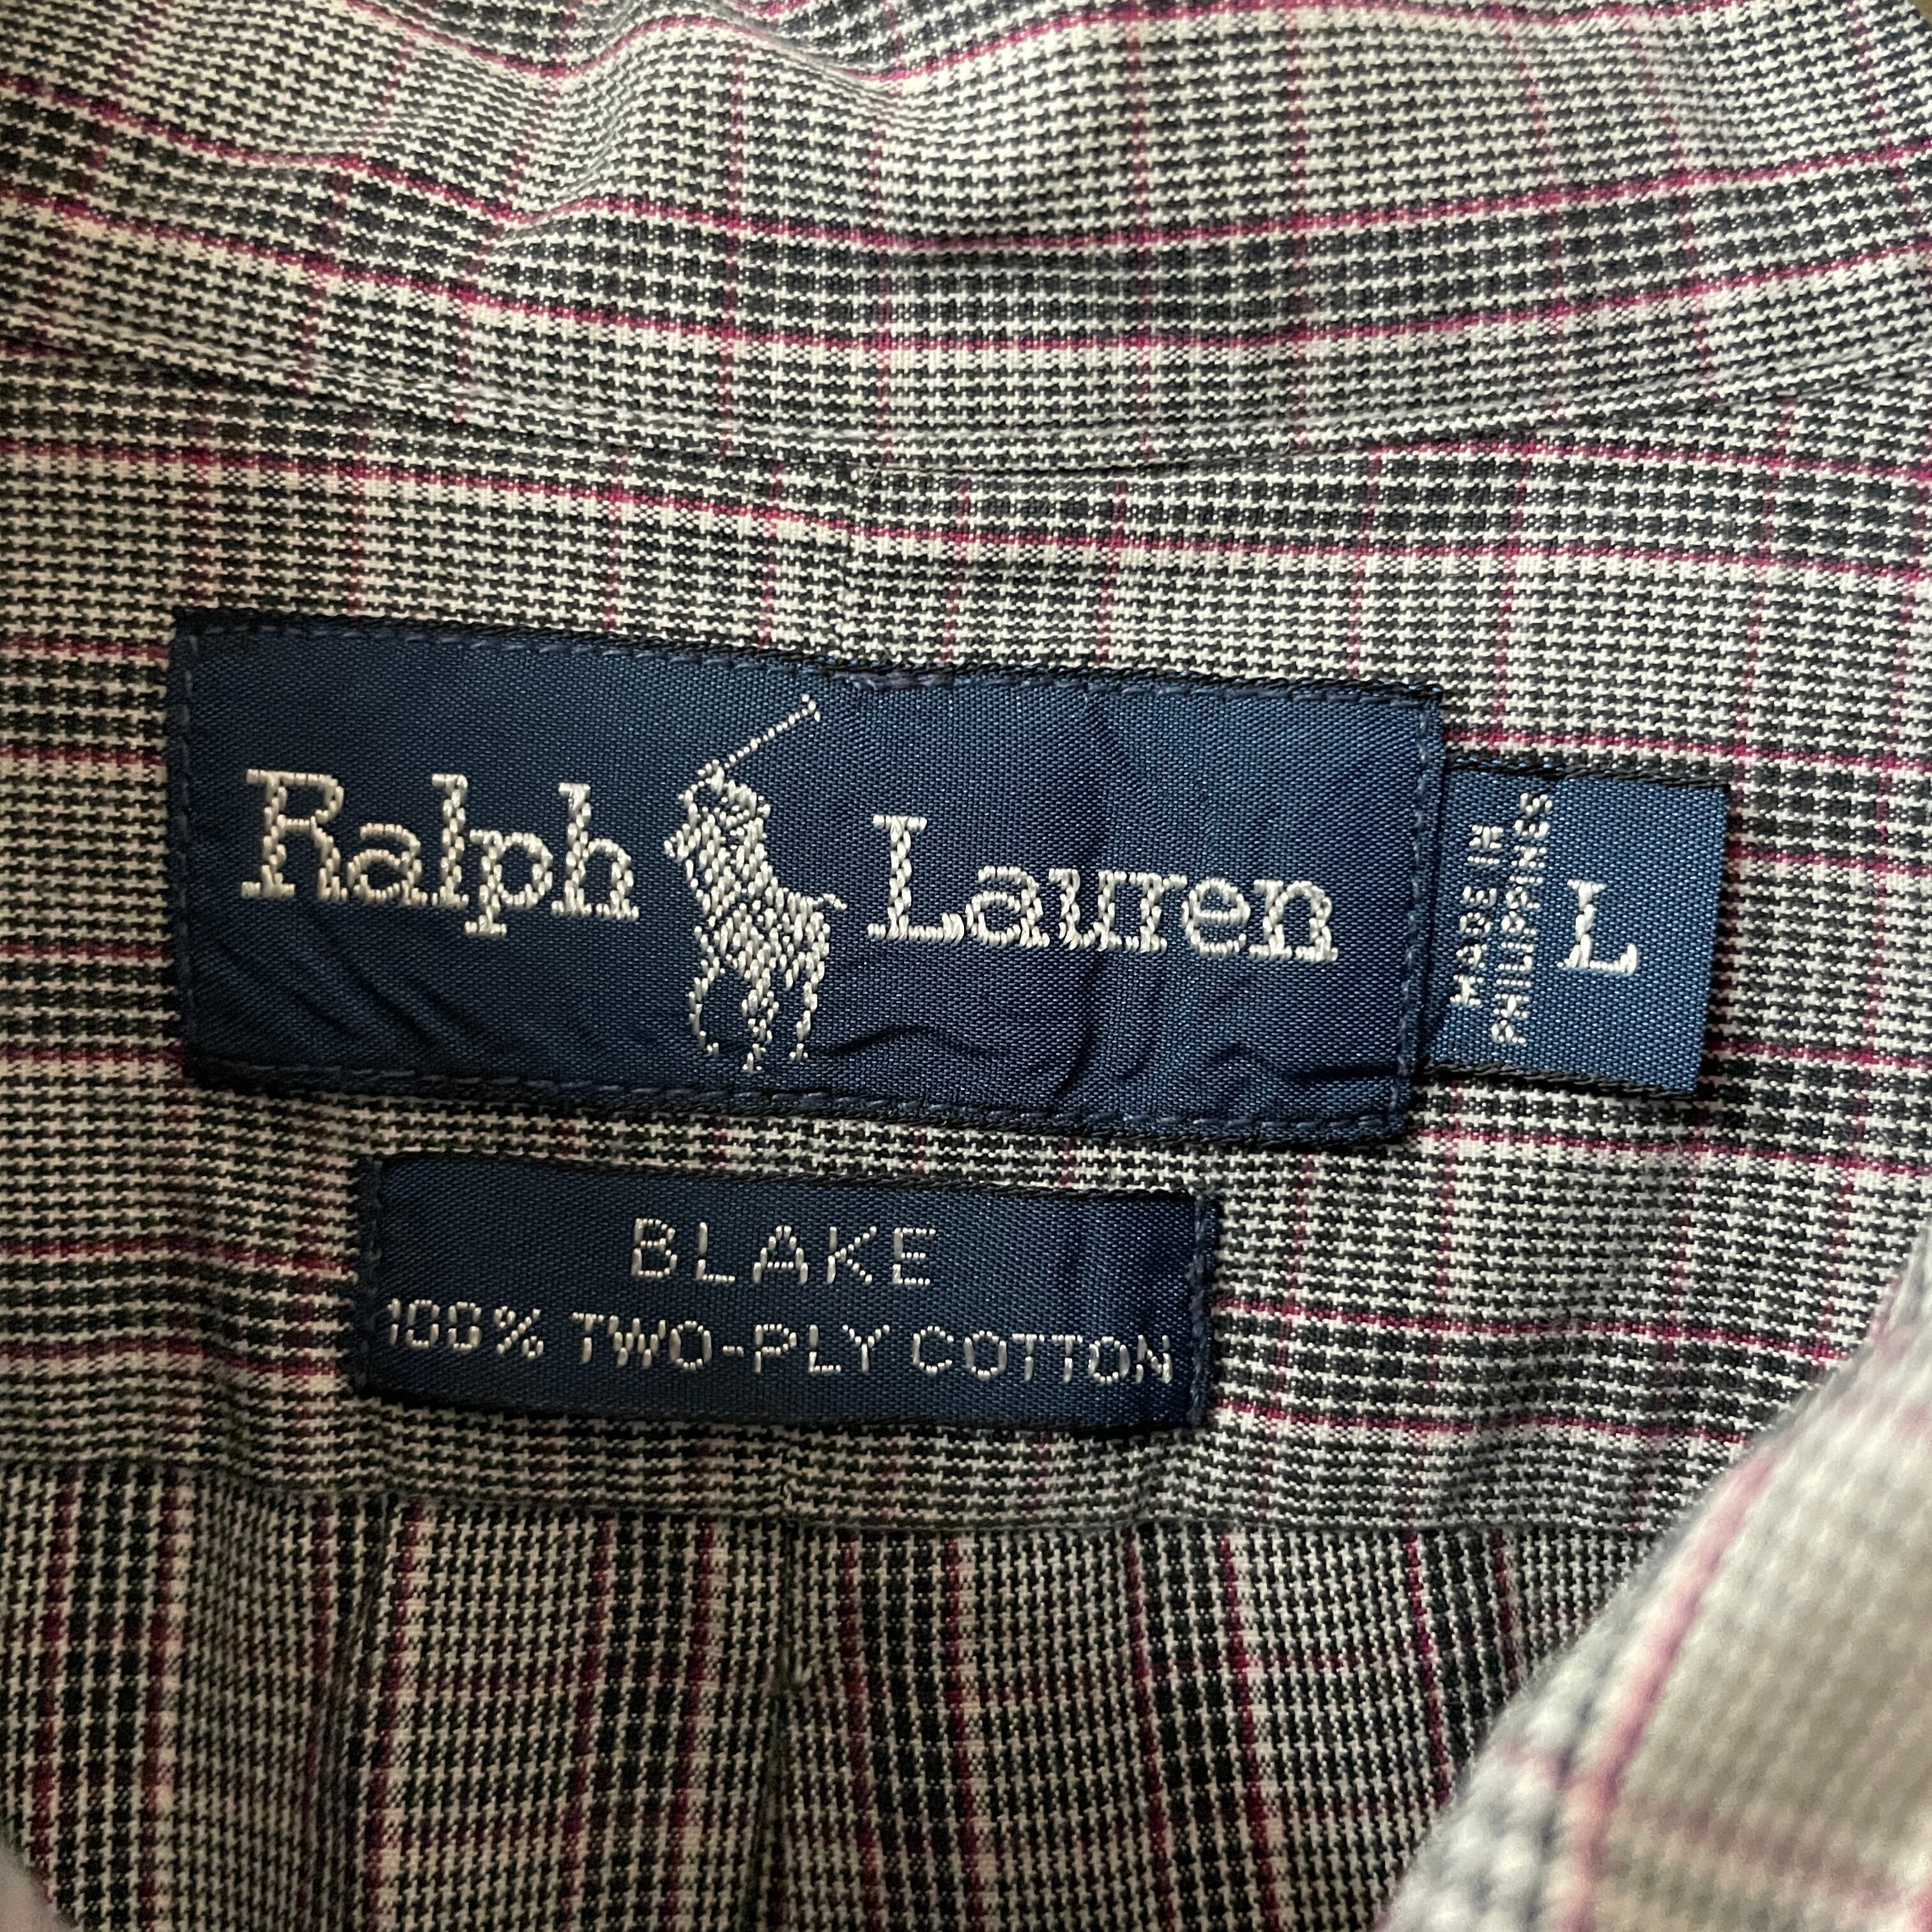 Ralph Lauren
MADE IN
PHILIPPINES
L
BLAKE
100% TWO-PLY COTTON